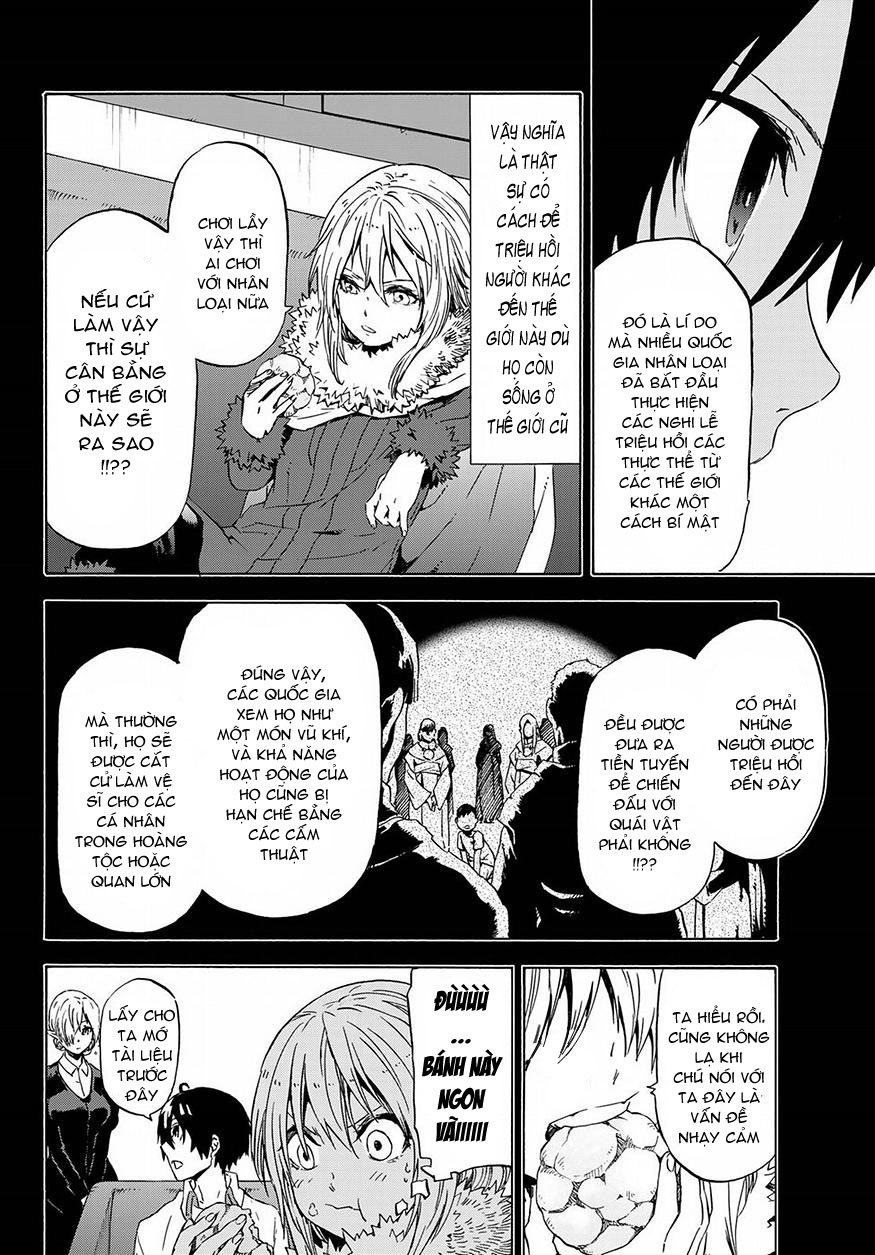 ĐÓ LÀ LÍ DO
MÀ NHIỀU QUỐC
GIA NHÂN LOẠI
ĐÃ BẮT ĐẦU
THỰC HIỆN
CÁC NGHI LỄ
TRIỆU HỒI CÁC
THỰC THỂ TỪ
CÁC THẾ GIỚI
KHÁC MỘT
CÁCH BÍ MẬT
VẬY NGHĨA
LÀ THẬT
SỰ CÓ
CÁCH ĐỂ
TRIỆU HỒI
NGƯỜI KHÁC
ĐẾN THẾ
GIỚI NÀY DÙ
HỌ CÒN
SỐNG Ở
THẾ GIỚI CŨ
CHƠI LẦY
VẬY THÌ
AI CHƠI
VỚI NHÂN
LOẠI NỮA
NẾU CỨ
LÀM VẬY
THÌ SỰ
CÂN BẰNG
Ở THẾ GIỚI
NÀY SẼ
RA SAO
!!??
CÓ PHẢI
NHỮNG
NGƯỜI ĐƯỢC
TRIỆU HỒI
ĐẾN ĐÂY
ĐỀU ĐƯỢC
ĐƯA RA
TIỀN TUYẾN
ĐỂ CHIẾN
ĐẤU VỚI
QUÁI VẬT
PHẢI KHÔNG
!!??
ĐÚNG VẬY,
CÁC QUỐC GIA
XEM HỌ NHƯ
MỘT MÓN VŨ KHÍ,
VÀ KHẢ NĂNG
HOẠT ĐỘNG CỦA
HỌ CŨNG BỊ
HẠN CHẾ BẰNG
CÁC CẤM
THUẬT
MÀ THƯỜNG
THÌ, HỌ SẼ
ĐƯỢC CẮT
CỬ LÀM VỆ
SĨ CHO CÁC
CÁ NHÂN
TRONG HOÀNG
TỘC HOẶC
QUAN LỚN
TA HIỂU RỒI,
CŨNG KHÔNG
LẠ KHI
CHÚ NÓI VỚI
TA ĐÂY LÀ
VẤN ĐỀ
NHẠY CẢM
ĐÙÙÙÙ
...
BÁNH NÀY
NGON
VÃIIIIII
LẤY CHO
TA MỚ
TÀI LIỆU
TRƯỚC
ĐÂY